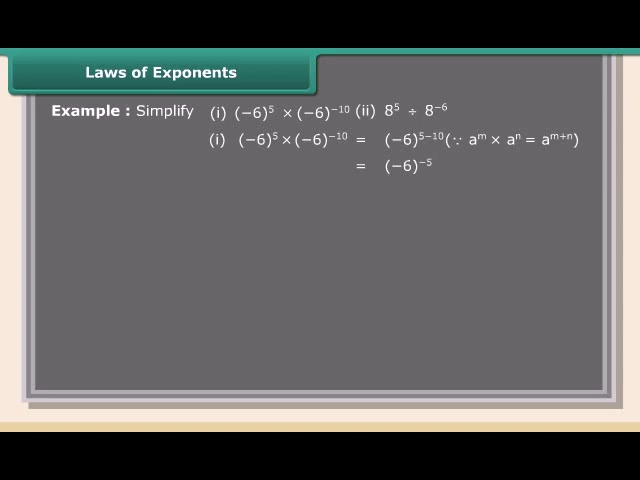 Laws of Exponents
Example : Simplify (i) (−6)⁵ × (−6)⁻¹⁰ (ii) 8⁵ ÷ 8⁻⁶
(i) (−6)⁵ × (−6)⁻¹⁰ = (−6)⁵⁻¹⁰ (∵ aᵐ × aⁿ = aᵐ⁺ⁿ)
= (−6)⁻⁵